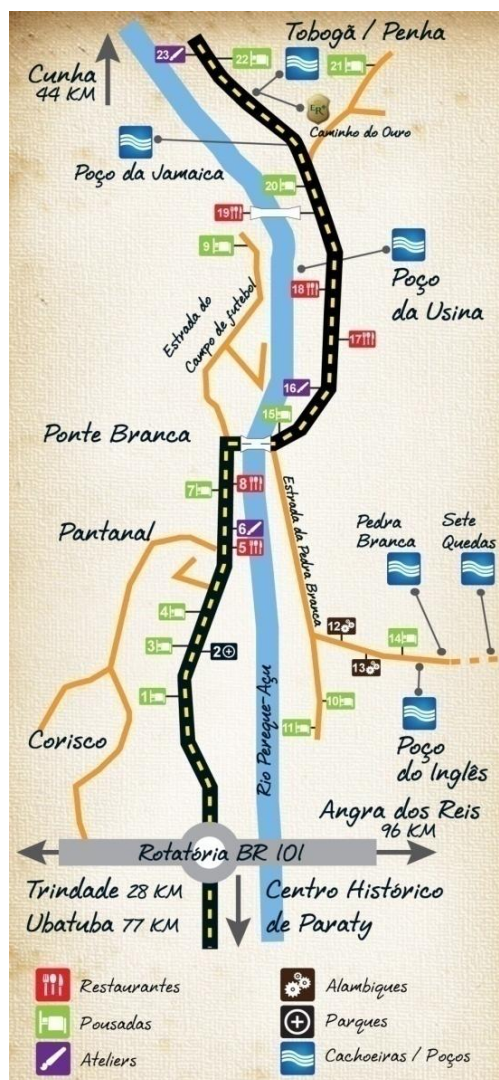 Tobogã / Penha
23
22
21
Cunha
44 KM
Caminho do Ouro
Poço da Jamaica
20
19
9
Poço
da Usina
18
17
Estrada do
Campo de futebol
16
15
Ponte Branca
8
7
Estrada da Pedra Branca
6
5
Pantanal
Pedra
Branca
Sete
Quedas
4
12
14
3
2
13
1
10
11
Rio Pereque-Açu
Corisco
Poço
do Inglês
Angra dos Reis
96 KM
Rotatória BR 101
Trindade 28 KM
Ubatuba 77 KM
Centro Histórico
de Paraty
Restaurantes
Alambiques
Pousadas
Parques
Ateliers
Cachoeiras / Poços